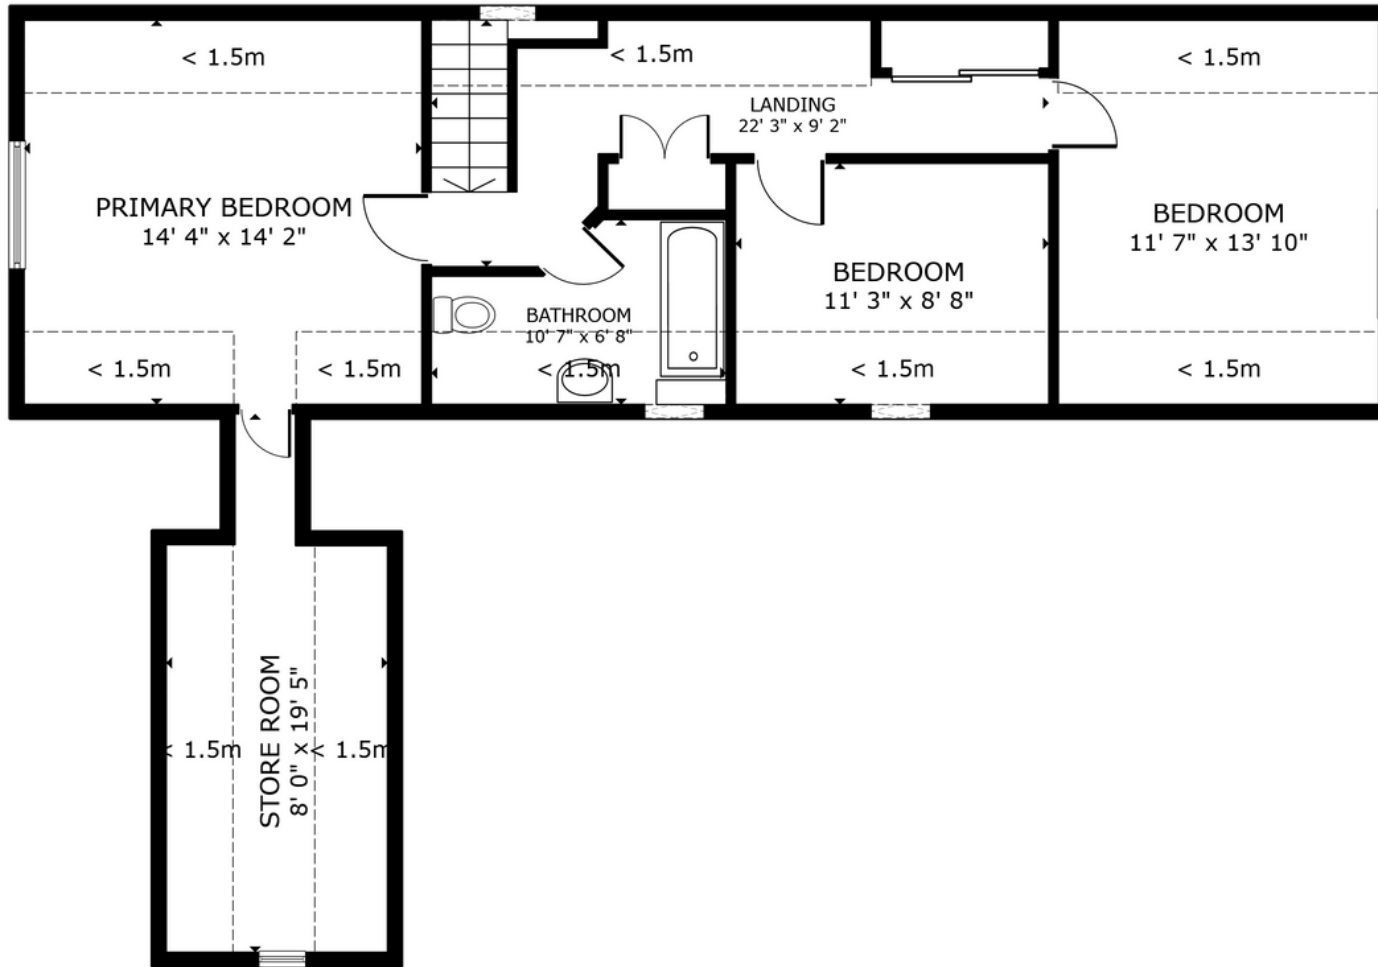 < 1.5m
< 1.5m
< 1.5m
LANDING
22' 3" x 9' 2"
PRIMARY BEDROOM
14' 4" x 14' 2"
BEDROOM
11' 7" x 13' 10"
BEDROOM
11' 3" x 8' 8"
BATHROOM
10' 7" x 6' 8"
< 1.5m
< 1.5m
< 1.5m
< 1.5m
< 1.5m
STORE ROOM
8' 0" x 19' 5"
< 1.5m
< 1.5m